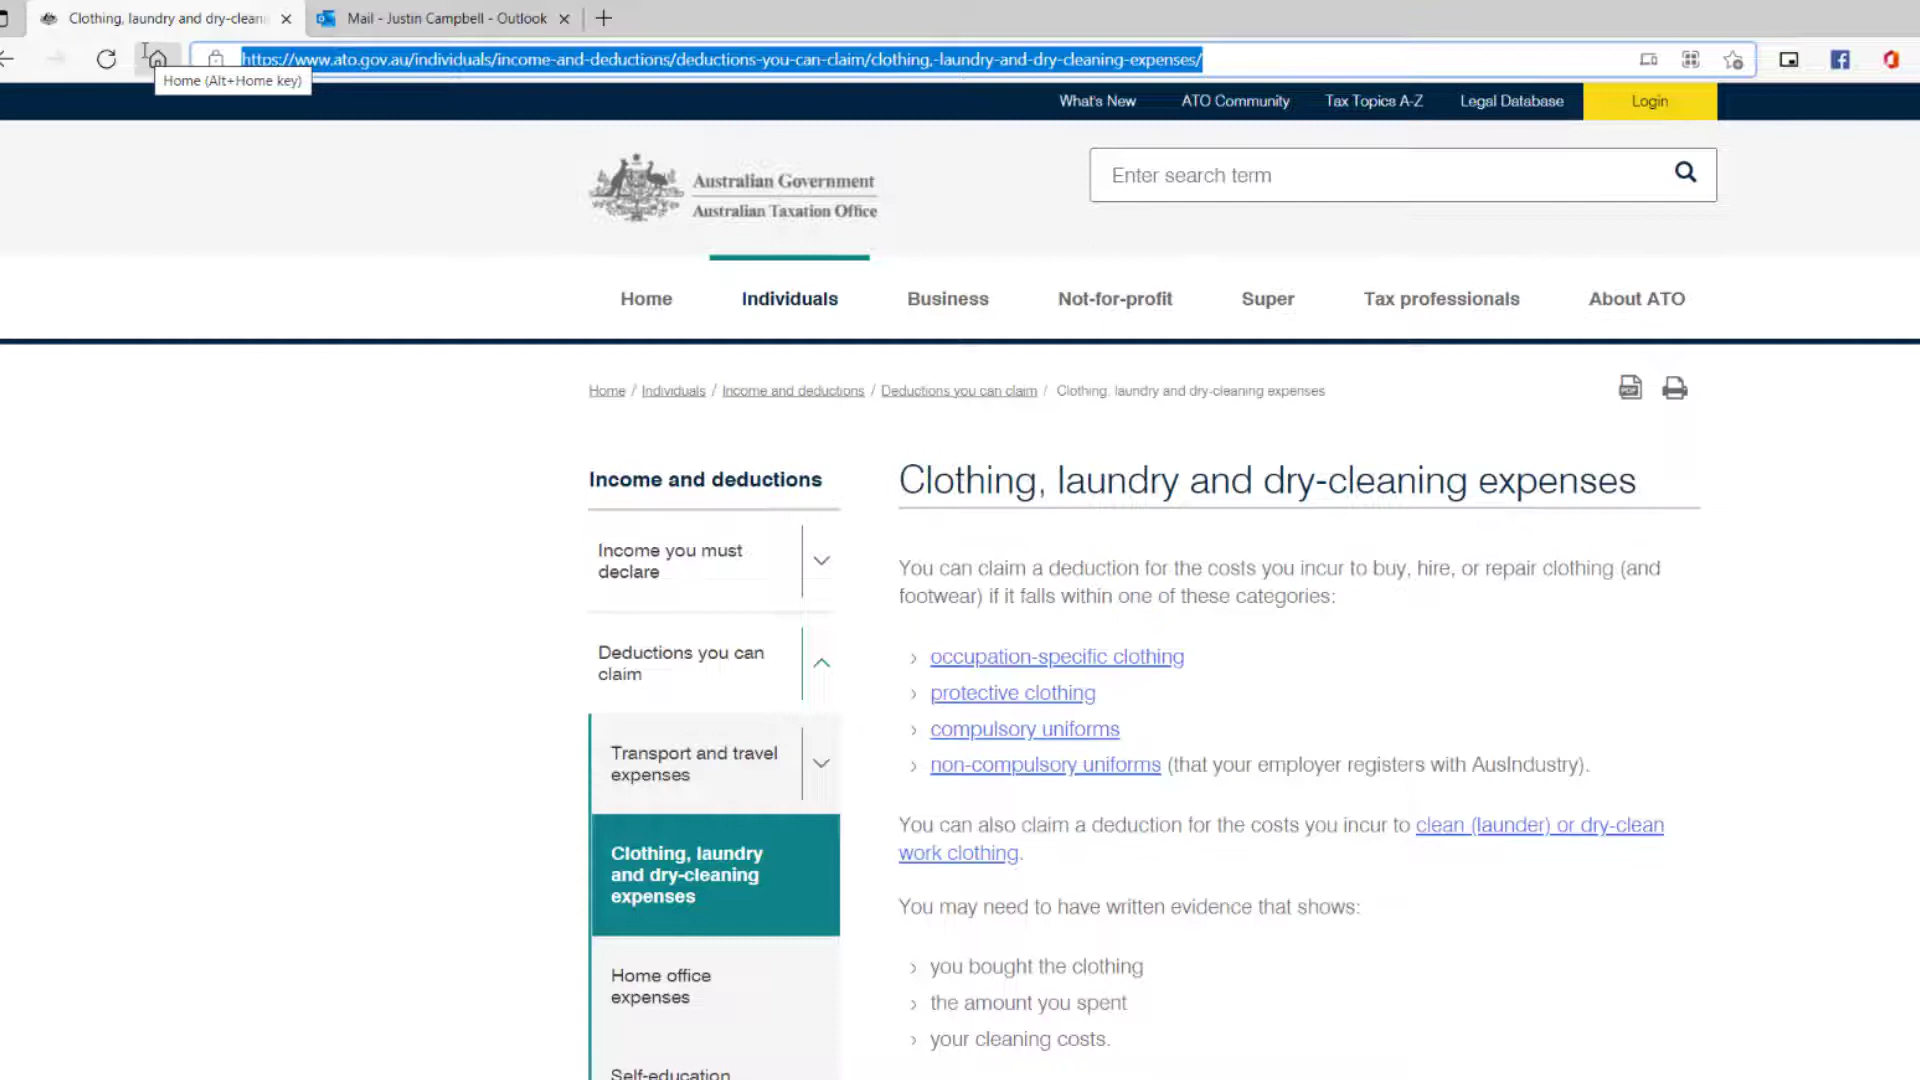 Clothing, laundry and dry-clean
Mail - Justin Campbell - Outlook
https://www.ato.gov.au/individuals/income-and-deductions/deductions-you-can-claim/clothing,-laundry-and-dry-cleaning-expenses/
Home (Alt+Home key)
What's New
ATO Community
Tax Topics A-Z
Legal Database
Login
Australian Government
Australian Taxation Office
Enter search term
Home
Individuals
Business
Not-for-profit
Super
Tax professionals
About ATO
Home / Individuals / Income and deductions / Deductions you can claim / Clothing, laundry and dry-cleaning expenses
PDF
Income and deductions
Income you must
declare
Deductions you can
claim
Transport and travel
expenses
Clothing, laundry
and dry-cleaning
expenses
Home office
expenses
Self-education
Clothing, laundry and dry-cleaning expenses
You can claim a deduction for the costs you incur to buy, hire, or repair clothing (and
footwear) if it falls within one of these categories:
› occupation-specific clothing
› protective clothing
› compulsory uniforms
› non-compulsory uniforms (that your employer registers with AusIndustry).
You can also claim a deduction for the costs you incur to clean (launder) or dry-clean
work clothing.
You may need to have written evidence that shows:
› you bought the clothing
› the amount you spent
› your cleaning costs.